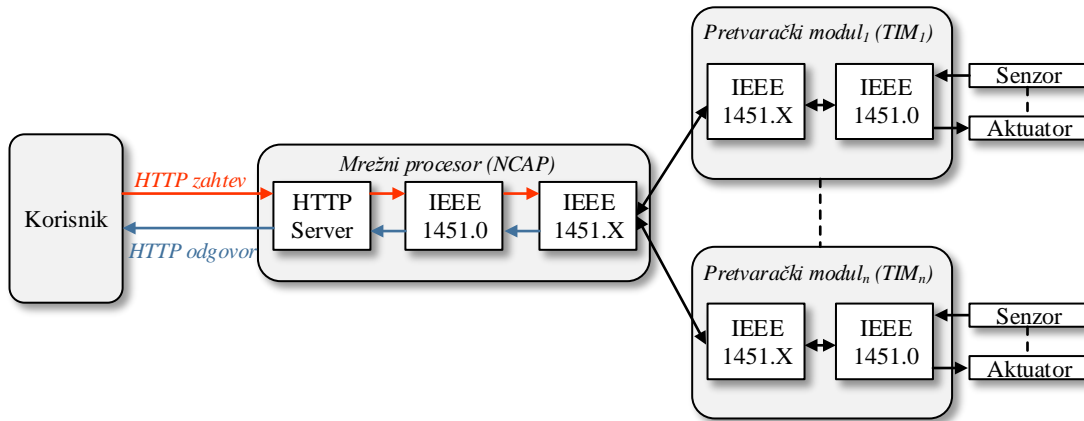 Pretvarački modul1 (TIM1)
IEEE
1451.X
IEEE
1451.0
Senzor
Aktuator
Korisnik
HTTP zahtev
HTTP odgovor
Mrežni procesor (NCAP)
HTTP
Server
IEEE
1451.0
IEEE
1451.X
Pretvarački moduln (TIMn)
IEEE
1451.X
IEEE
1451.0
Senzor
Aktuator